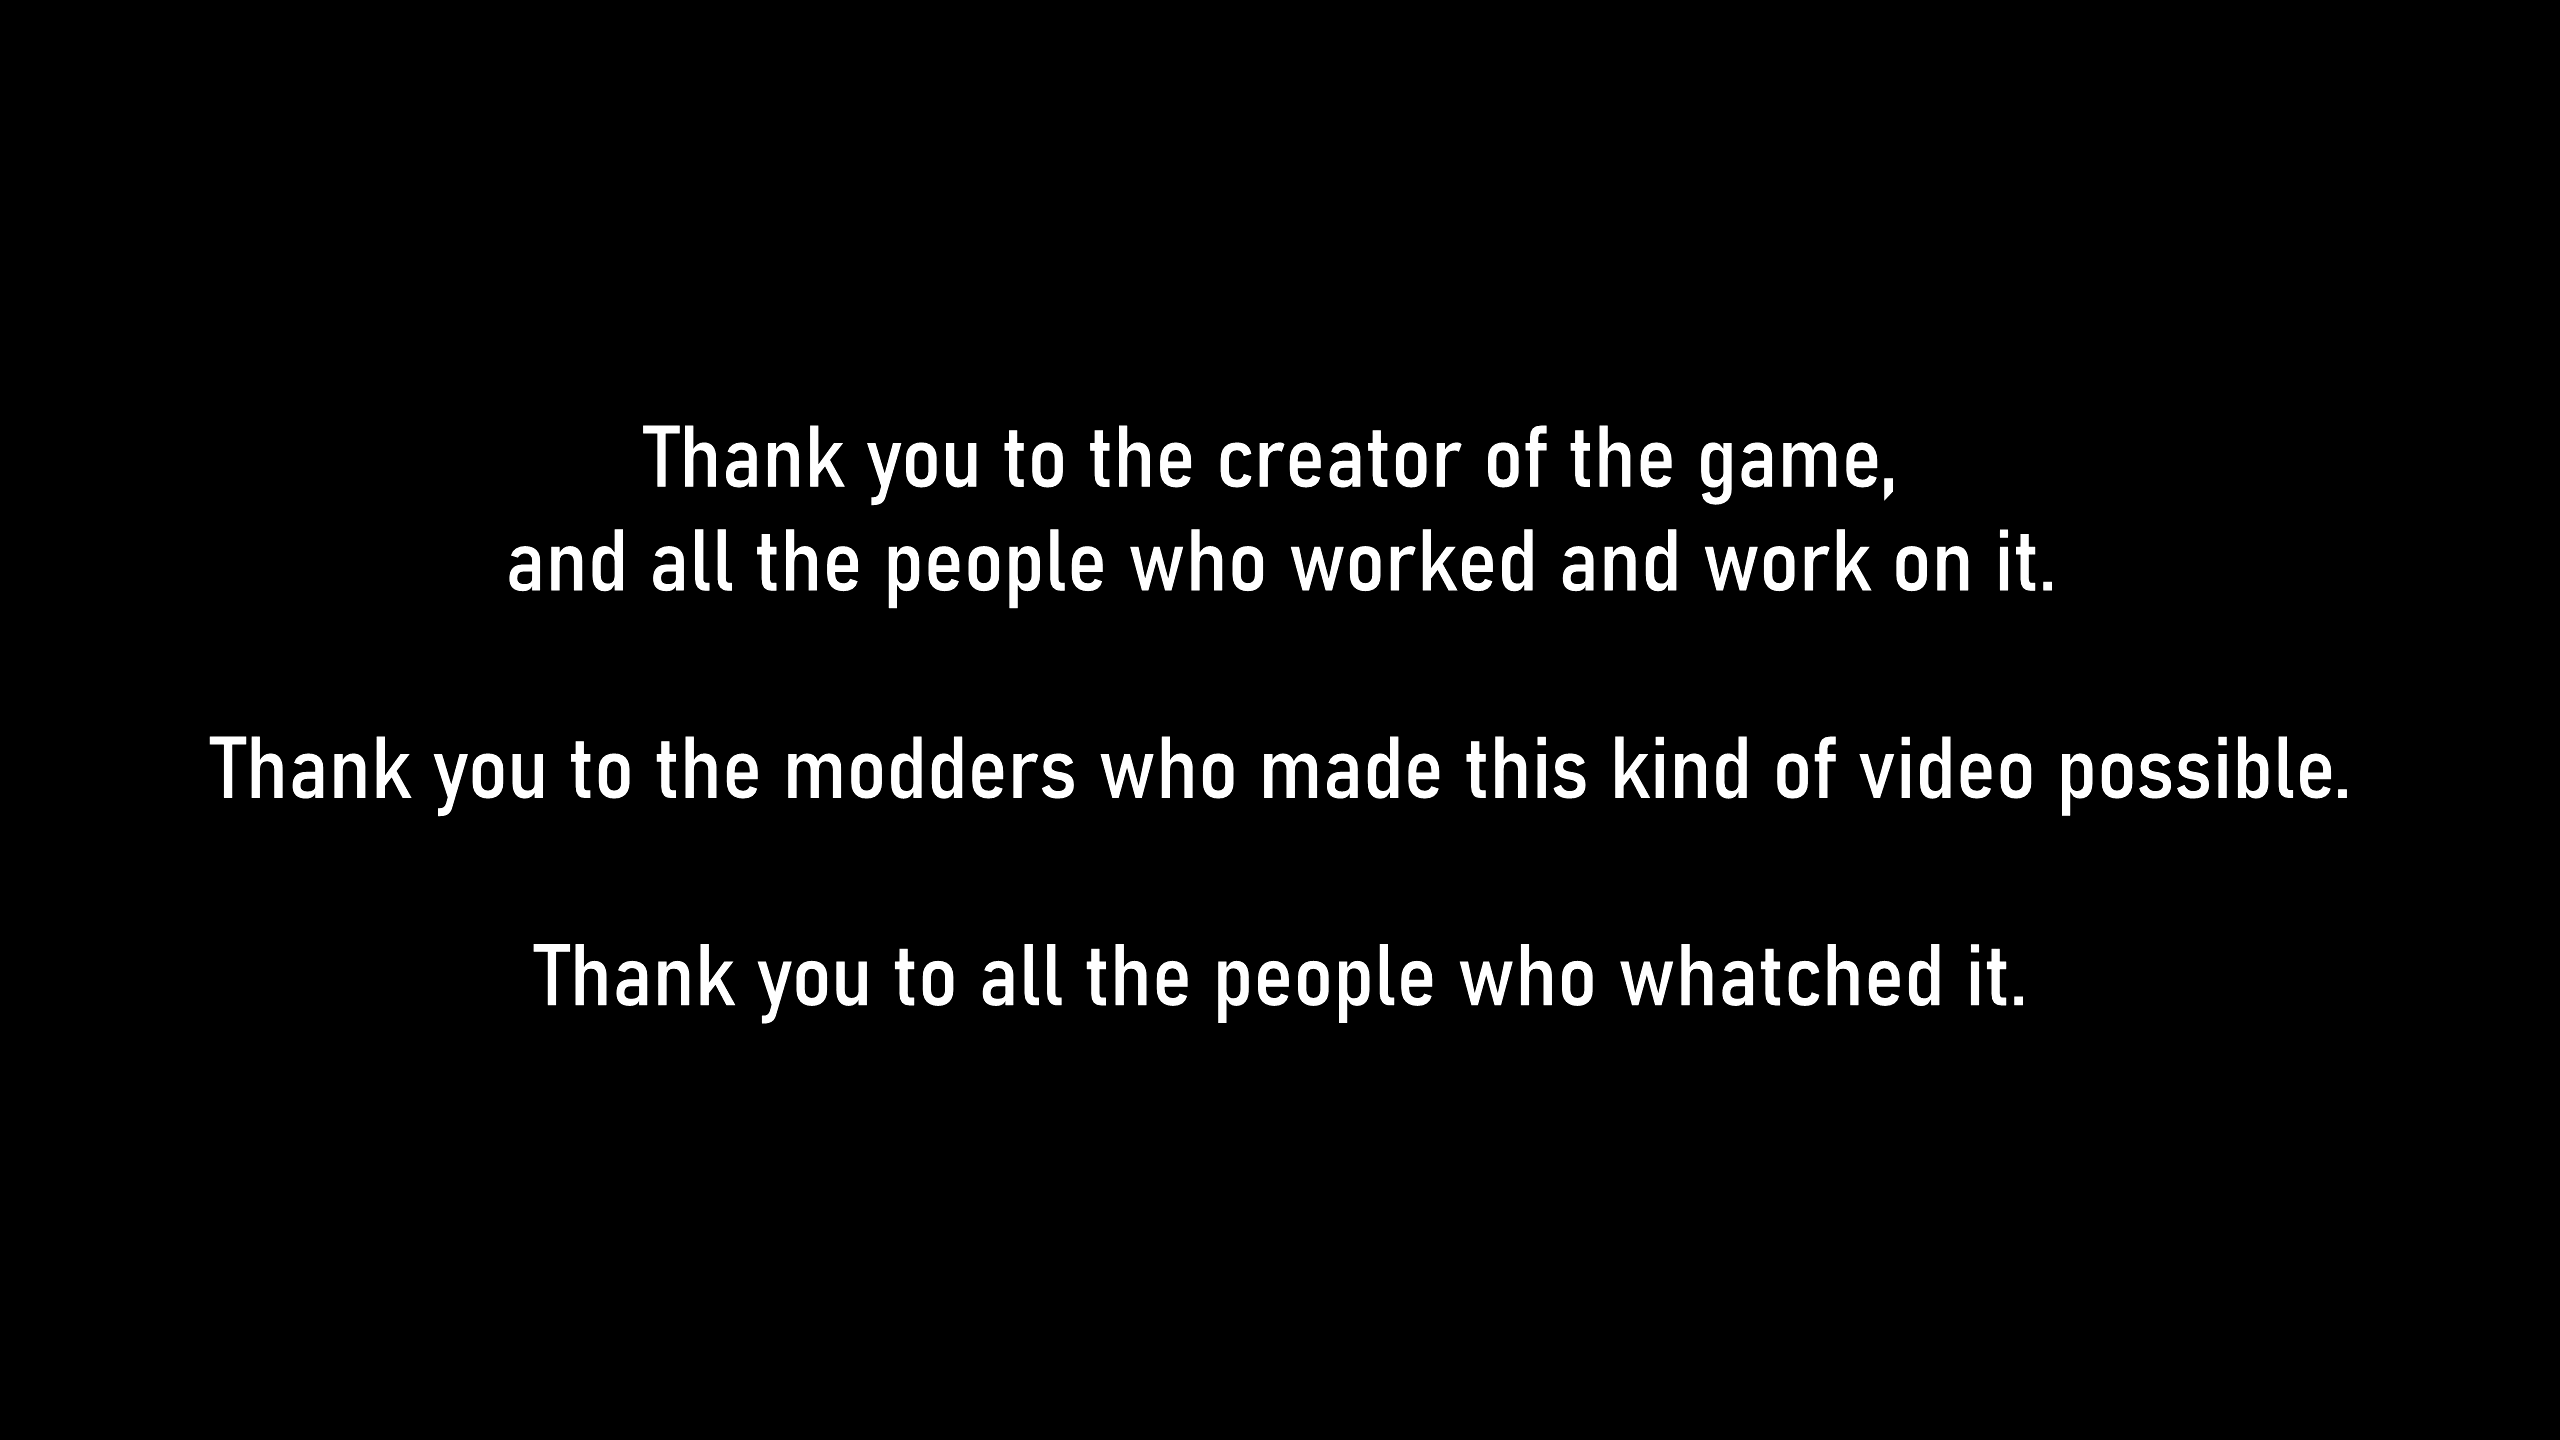 Thank you to the creator of the game,
and all the people who worked and work on it.
Thank you to the modders who made this kind of video possible.
Thank you to all the people who whatched it.